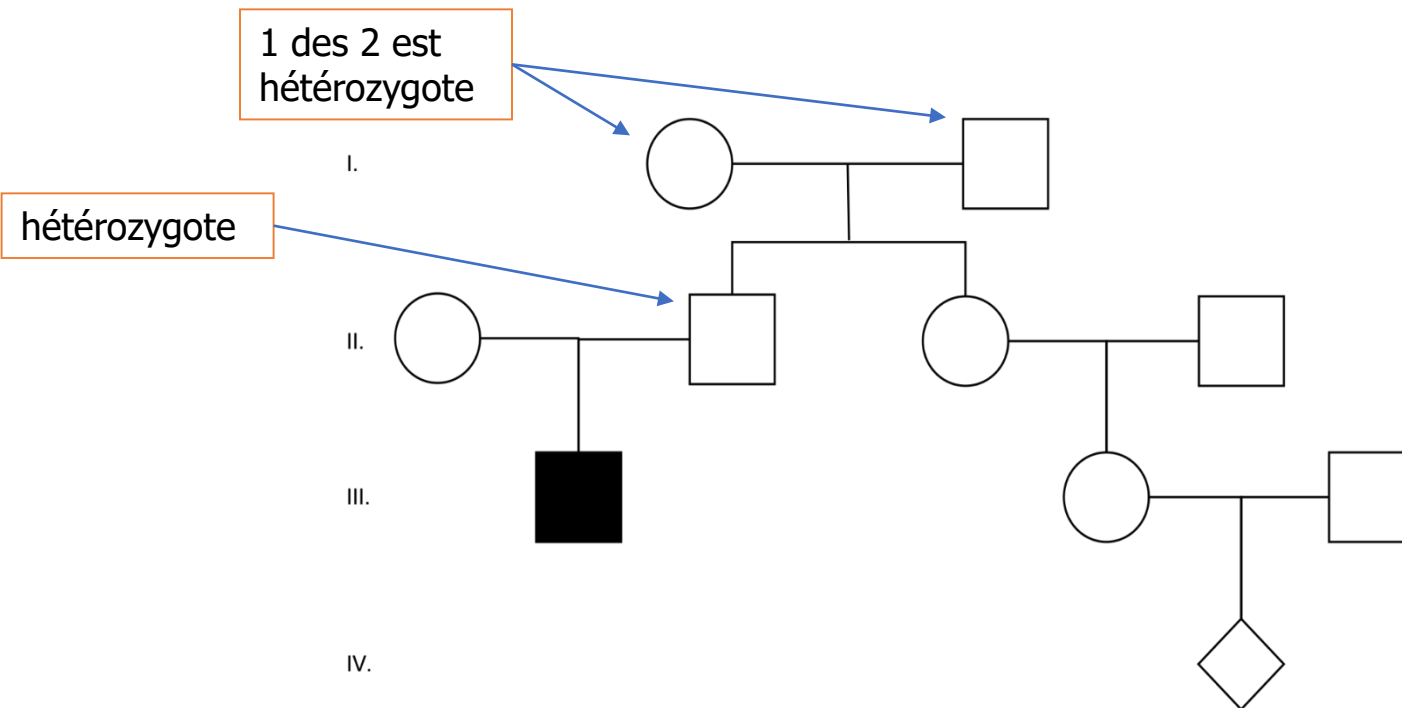 1 des 2 est
hétérozygote
I.
hétérozygote
II.
III.
IV.